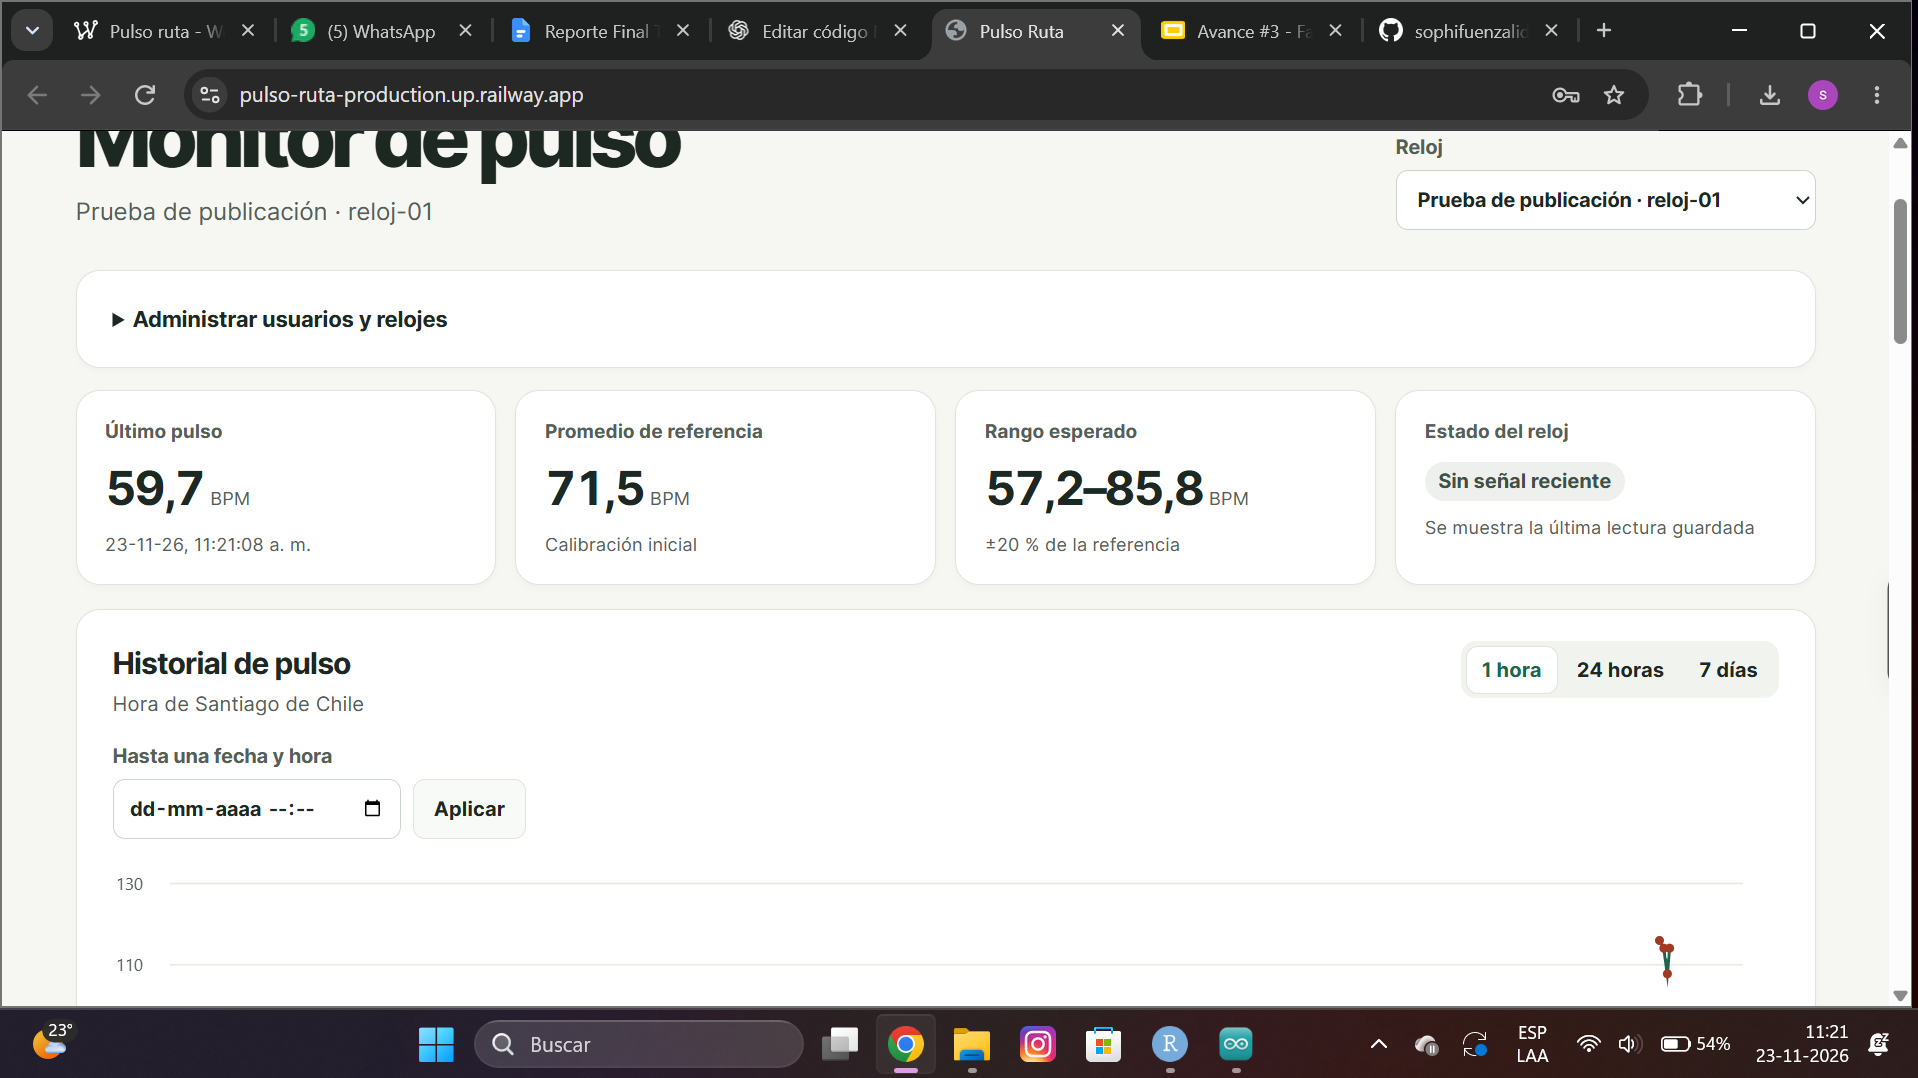 Pulso ruta - W
5
(5) WhatsApp
Reporte Final
Editar código
Pulso Ruta
Avance #3 - Fa
sophifuenzalid
pulso-ruta-production.up.railway.app
S
Monitor de pulso
Prueba de publicación · reloj-01
Reloj
Prueba de publicación · reloj-01
Administrar usuarios y relojes
Último pulso
59,7 BPM
23-11-26, 11:21:08 a. m.
Promedio de referencia
71,5 BPM
Calibración inicial
Rango esperado
57,2–85,8 BPM
±20 % de la referencia
Estado del reloj
Sin señal reciente
Se muestra la última lectura guardada
Historial de pulso
Hora de Santiago de Chile
1 hora
24 horas
7 días
Hasta una fecha y hora
dd-mm-aaaa --:--
Aplicar
130
110
23°
Buscar
R
ESP
LAA
54%
11:21
23-11-2026